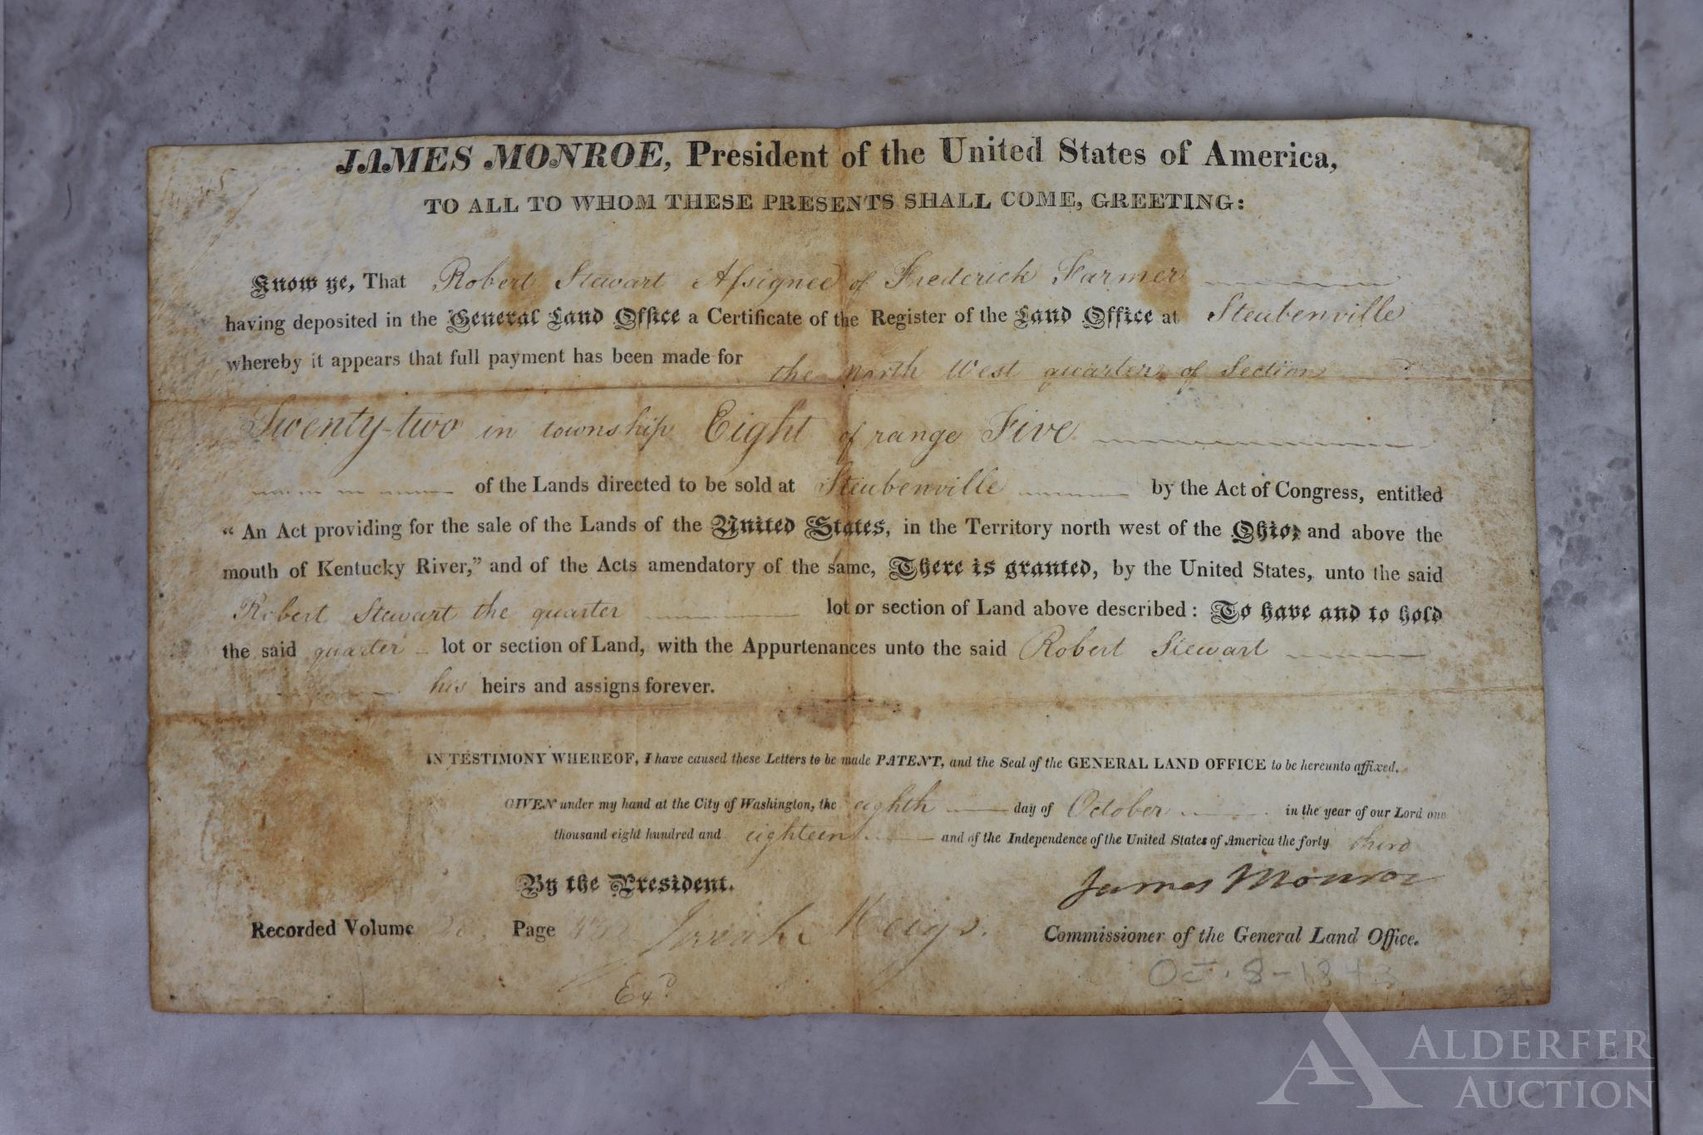 JAMES MONROE, President of the United States of America,
TO ALL TO WHOM THESE PRESENTS SHALL COME, GREETING:
Know ye, That Robert Stewart Assignee of Frederick Farmer
having deposited in the General Land Office a Certificate of the Register of the Land Office at Steubenville
whereby it appears that full payment has been made for the North West quarter of Section
Twenty-two in township Eight of range Five
of the Lands directed to be sold at Steubenville by the Act of Congress, entitled
“An Act providing for the sale of the Lands of the United States, in the Territory north west of the Ohio, and above the
mouth of Kentucky River,” and of the Acts amendatory of the same, There is granted, by the United States, unto the said
Robert Stewart the quarter lot or section of Land above described: To have and to hold
the said quarter lot or section of Land, with the Appurtenances unto the said Robert Stewart
his heirs and assigns forever.
IN TESTIMONY WHEREOF, I have caused these Letters to be made PATENT, and the Seal of the GENERAL LAND OFFICE to be hereunto affixed.
GIVEN under my hand at the City of Washington, the eighth day of October in the year of our Lord one
thousand eight hundred and eighteen and of the Independence of the United States of America the forty third
By the President. James Monroe
Recorded Volume Page Josiah Meigs. Commissioner of the General Land Office.
Exd
Oct. 8-18
ALDERFER
AUCTION